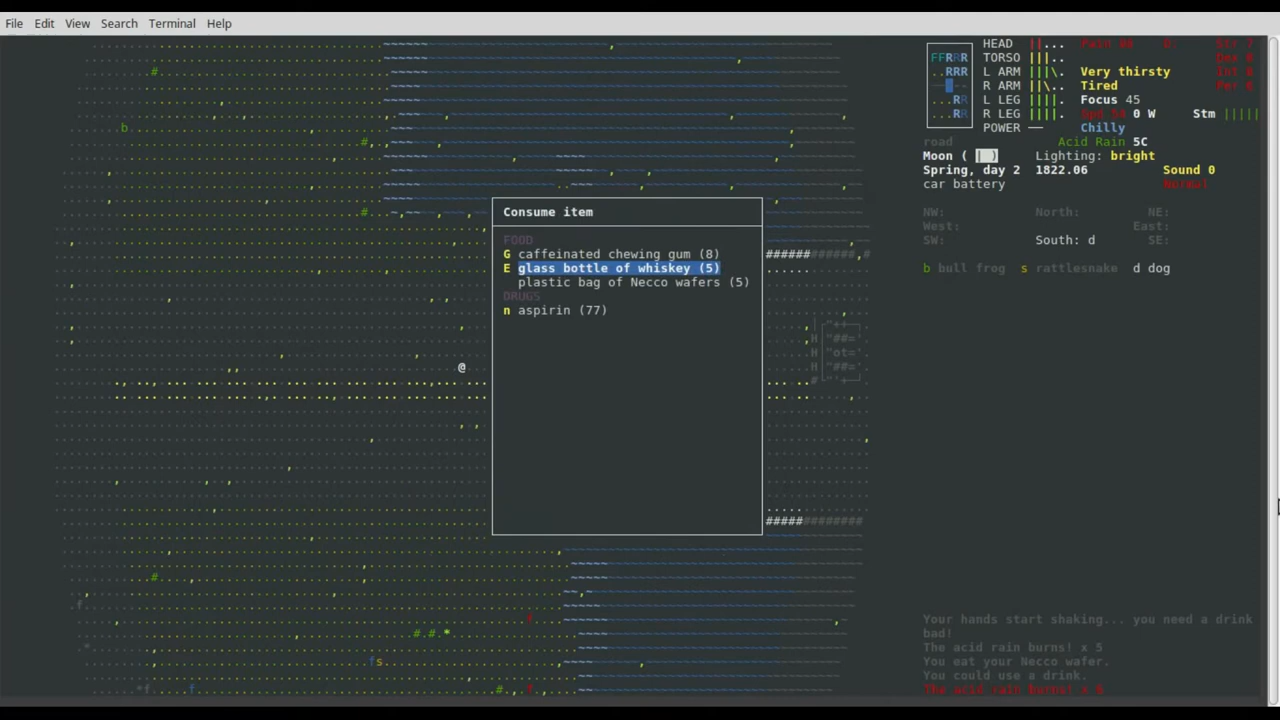 File Edit View Search Terminal Help
HEAD
TORSO
L ARM Very thirsty
R ARM Tired
L LEG Focus 45
R LEG 0 W Stm
POWER Chilly
road Acid Rain 5C
Moon ( | ) Lighting: bright
Spring, day 2 1822.06 Sound 0
car battery Normal
NW: North: NE:
West: East:
SW: South: d SE:
b bull frog s rattlesnake d dog
Consume item
FOOD
G caffeinated chewing gum (8)
E glass bottle of whiskey (5)
plastic bag of Necco wafers (5)
DRUGS
n aspirin (77)
Your hands start shaking... you need a drink
bad!
The acid rain burns! x 5
You eat your Necco wafer.
You could use a drink.
The acid rain burns! x 6